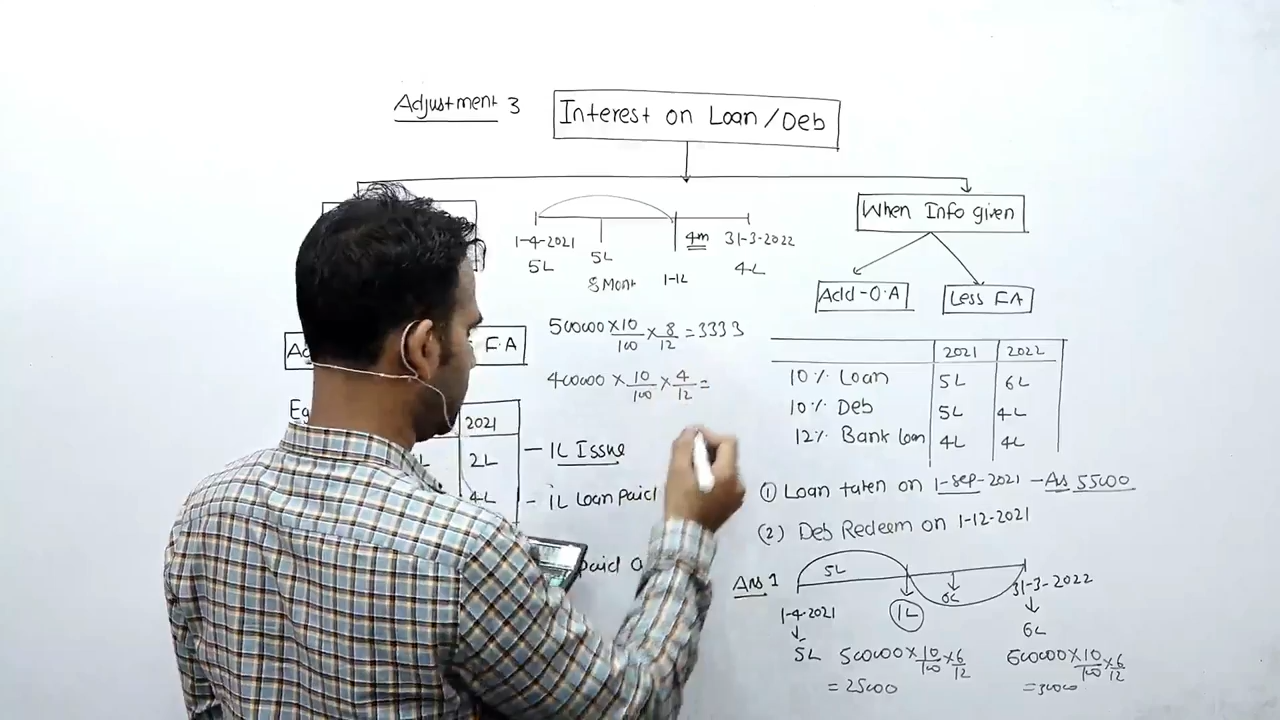 Adjustment 3
Interest on Loan/Deb
1-4-2021
5L
5L
8 Mont
1-12
4m
31-3-2022
4L
500000 × 10/100 × 8/12 = 3333
400000 × 10/100 × 4/12 =
F.A
Eg
2021
2L
4L
- 1L Issue
- 1L Loan Paid
paid
When Info given
Add-O.A
Less F.A
2021 2022
10% Loan 5L 6L
10% Deb 5L 4L
12% Bank loan 4L 4L
(1) Loan taken on 1-sep-2021 - As 55000
(2) Deb Redeem on 1-12-2021
Ans 1
5L
1-4-2021
5L
1L
6L
31-3-2022
6L
500000 × 10/100 × 6/12
= 25000
600000 × 10/100 × 6/12
= 30000